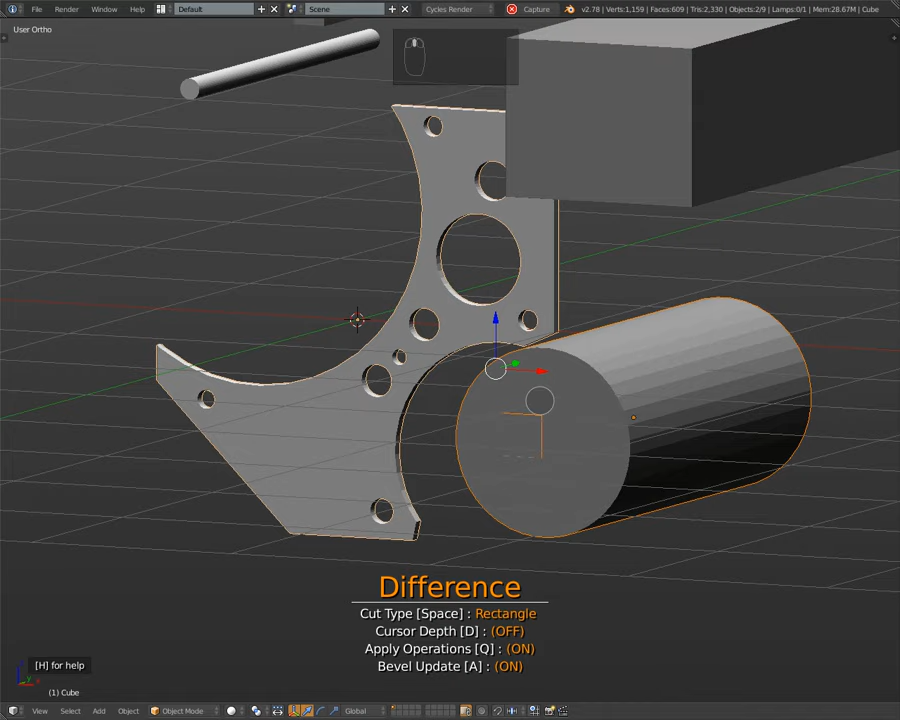 File Render Window Help Default Scene Cycles Render Capture v2.78 | Verts:1,159 | Faces:609 | Tris:2,330 | Objects:2/9 | Lamps:0/1 | Mem:28.67M | Cube
User Ortho
Difference
Cut Type [Space] : Rectangle
Cursor Depth [D] : (OFF)
Apply Operations [Q] : (ON)
Bevel Update [A] : (ON)
[H] for help
(1) Cube
View Select Add Object Object Mode Global